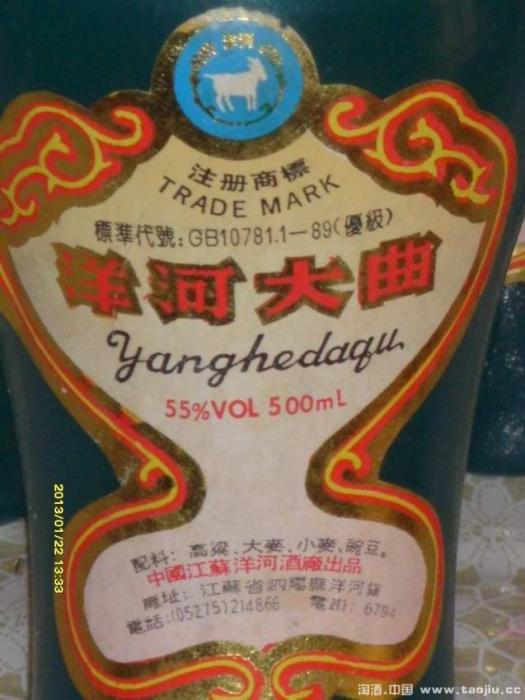 洋河
注册商標
TRADE MARK
標準代號:GB10781.1—89(優級)
洋河大曲
Yanghedaqu
55%VOL 500mL
配料: 高粱、大麥、小麥、豌豆。
中國江蘇洋河酒廠出品
廠址: 江蘇省泗陽縣洋河鎮
電話:(05275)214866 電掛: 6794
2013/01/22 13:33
淘酒.中国 www.taojiu.cc